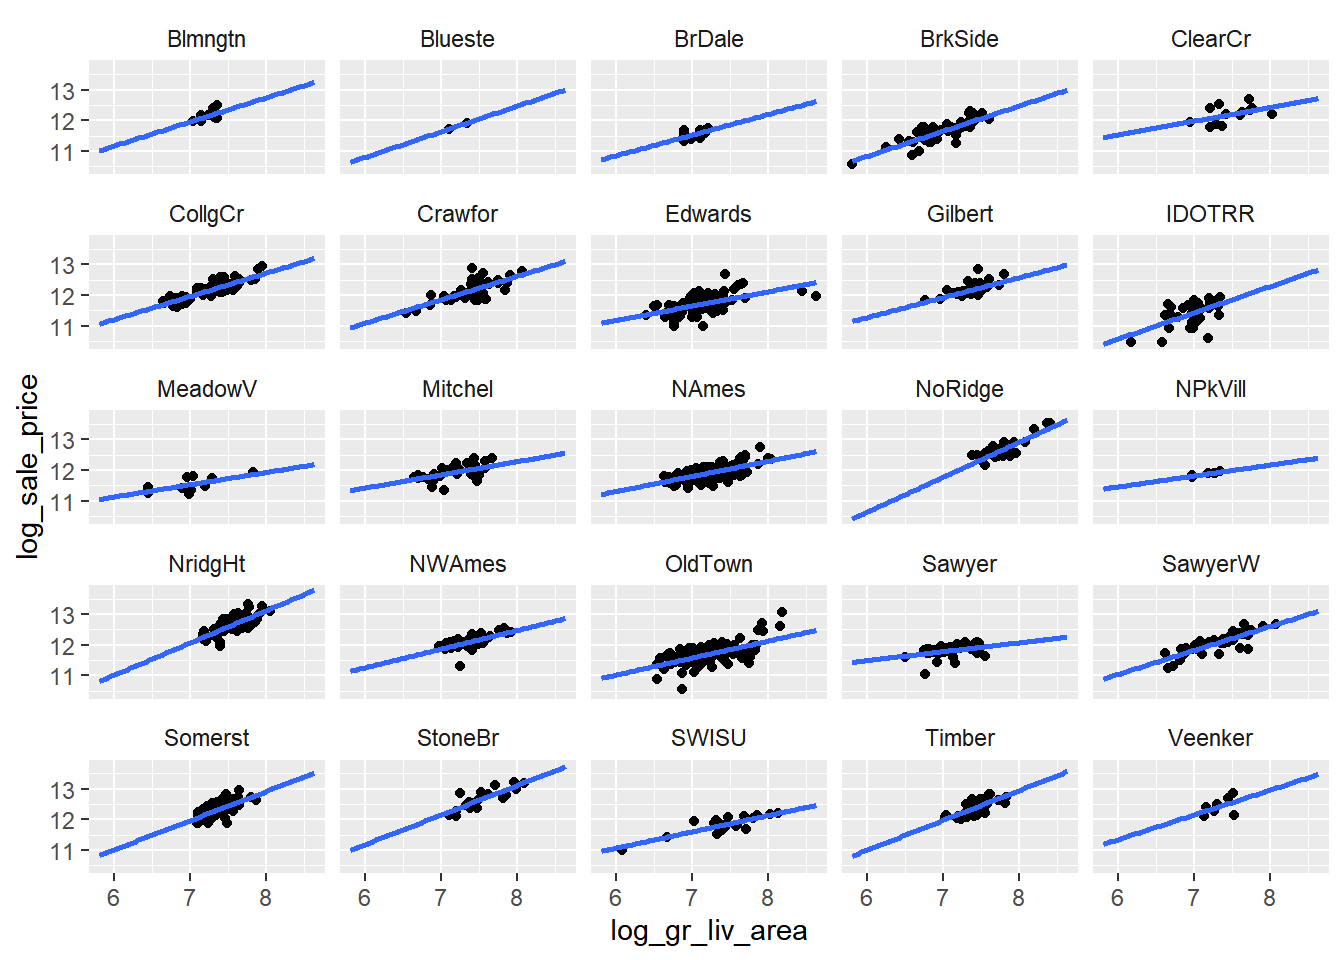 Blmngtn Blueste BrDale BrkSide ClearCr
13
12
11
CollgCr Crawfor Edwards Gilbert IDOTRR
13
12
11
MeadowV Mitchel NAmes NoRidge NPkVill
13
12
11
NridgHt NWAmes OldTown Sawyer SawyerW
13
12
11
Somerst StoneBr SWISU Timber Veenker
13
12
11
6 7 8 6 7 8 6 7 8 6 7 8 6 7 8
log_gr_liv_area
log_sale_price